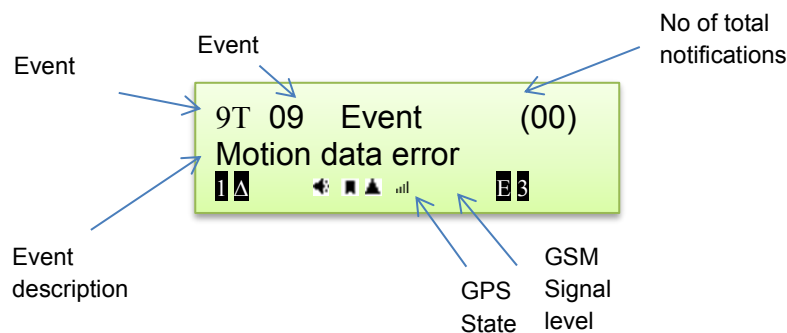 No of total
notifications
Event
Event
9T 09 Event (00)
Motion data error
1 Δ E 3
Event
description
GPS
State
GSM
Signal
level